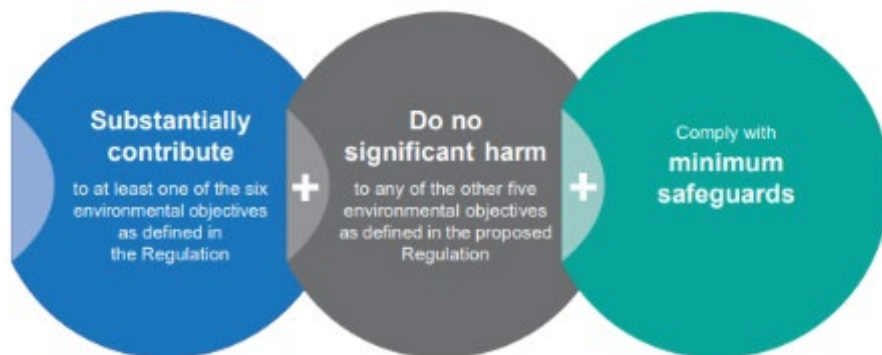 Substantially
contribute
to at least one of the six
environmental objectives
as defined in
the Regulation
+
Do no
significant harm
to any of the other five
environmental objectives
as defined in the proposed
Regulation
+
Comply with
minimum
safeguards